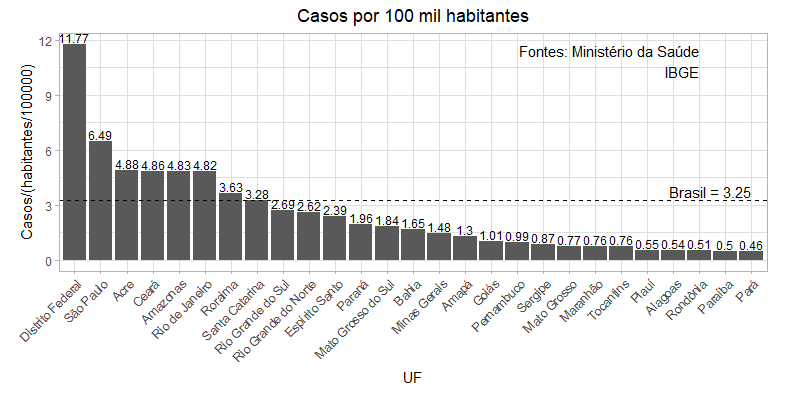 Casos por 100 mil habitantes
Fontes: Ministério da Saúde
IBGE
Casos/(habitantes/100000)
12
9
6
3
0
11.77
6.49
4.88
4.86
4.83
4.82
3.63
3.28
2.69
2.62
2.39
1.96
1.84
1.65
1.48
1.3
1.01
0.99
0.87
0.77
0.76
0.76
0.55
0.54
0.51
0.5
0.46
Brasil = 3.25
Distrito Federal
São Paulo
Acre
Ceará
Amazonas
Rio de Janeiro
Roraima
Santa Catarina
Rio Grande do Sul
Rio Grande do Norte
Espírito Santo
Paraná
Mato Grosso do Sul
Bahia
Minas Gerais
Amapá
Goiás
Pernambuco
Sergipe
Mato Grosso
Maranhão
Tocantins
Piauí
Alagoas
Rondônia
Paraíba
Pará
UF